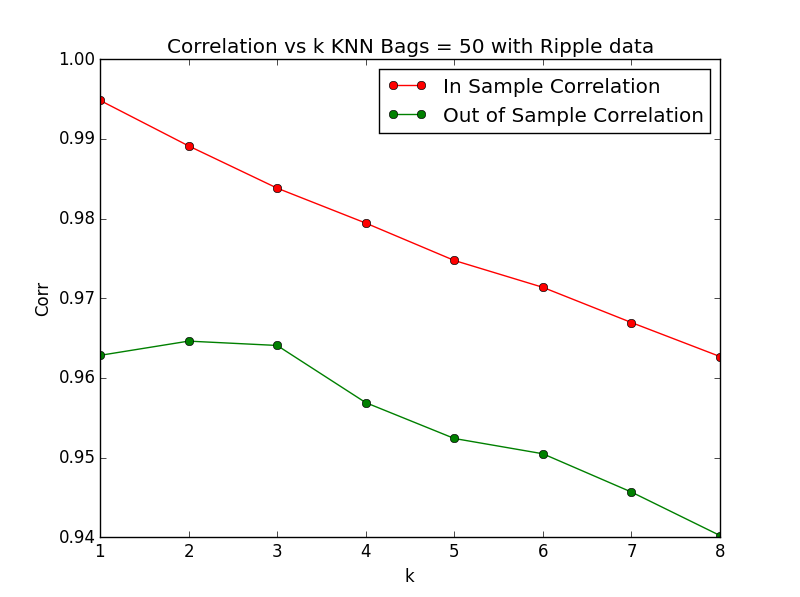 Correlation vs k KNN Bags = 50 with Ripple data
In Sample Correlation
Out of Sample Correlation
1.00
0.99
0.98
0.97
0.96
0.95
0.94
Corr
1 2 3 4 5 6 7 8
k